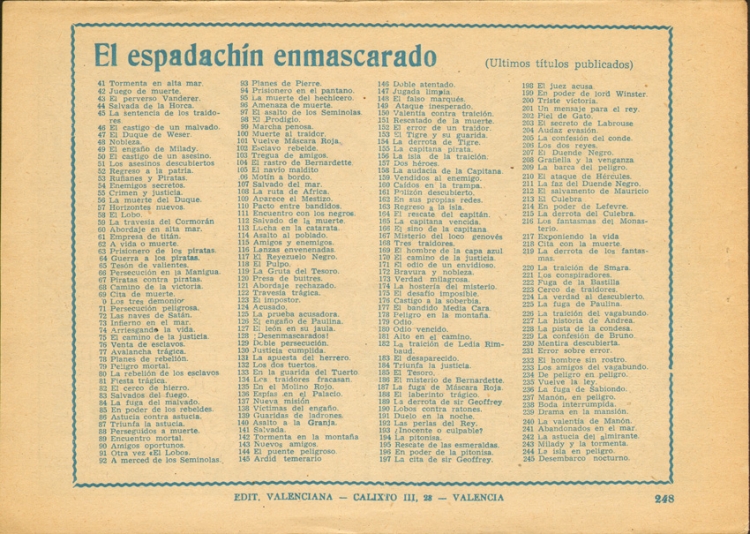 El espadachín enmascarado
(Ultimos títulos publicados)
41 Tormenta en alta mar.
42 Juego de muerte.
43 El perverso Vanderer.
44 Salvada de la Horca.
45 La sentencia de los traido-
res
46 El castigo de un malvado.
47 El Duque de Weser.
48 Nobleza.
49 El engaño de Milady.
50 El castigo de un asesino.
51 Los asesinos descubiertos
52 Regreso a la patria.
53 Rufianes y Piratas
54 Enemigos secretos.
55 Crimen y justicia.
56 La muerte del Duque.
57 Horizontes nuevos.
58 El Lobo.
59 La travesía del Cormorán
60 Abordaje en alta mar.
61 Empresa de titán.
62 A vida o muerte.
63 Prisionero de los piratas.
64 Guerra a los piratas.
65 Tesón de valientes.
66 Persecución en la Manigua.
67 Piratas contra piratas.
68 Camino de la victoria.
69 Cita de muerte.
70 Los tres demonios
71 Persecución peligrosa.
72 Las naves de Satán.
73 Infierno en el mar.
74 Arriesgando la vida.
75 El camino de la justicia.
76 Venta de esclavos.
77 Avalancha trágica.
78 Planes de rebelión.
79 Peligro mortal.
80 La rebelión de los esclavos
81 Fiesta trágica.
82 El cerco de hierro.
83 Salvados del fuego.
84 La fuga del malvado.
85 En poder de los rebeldes.
86 Astucia contra astucia.
87 Triunfa la astucia.
88 Perseguidos a muerte.
89 Encuentro mortal.
90 Amigos oportunos.
91 Otra vez «El Lobo».
92 A merced de los Seminolas.
93 Planes de Pierre.
94 Prisionero en el pantano.
95 La muerte del hechicero.
96 Amenaza de muerte.
97 El asalto de los Seminolas
98 El Prodigio.
99 Marcha penosa.
100 Muerte al traidor.
101 Vuelve Máscara Roja.
102 Esclavo rebelde.
103 Tregua de amigos.
104 El rastro de Bernardette.
105 El navío maldito
106 Motín a bordo.
107 Salvado del mar.
108 La ruta de Africa.
109 Aparece el Mestizo.
110 Pacto entre bandidos.
111 Encuentro con los negros.
112 Salvado de la muerte.
113 Lucha en la catarata.
114 Asalto al poblado.
115 Amigos y enemigos.
116 Lanzas envenenadas.
117 El Reyezuelo Negro.
118 El Pulpo.
119 La Gruta del Tesoro.
120 Presa de buitres.
121 Abordaje rechazado.
122 Travesía trágica.
123 El impostor.
124 Acusado.
125 La prueba acusadora.
126 El engaño de Paulina.
127 El león en su jaula.
128 ¡Desenmascarados!
129 Doble persecución.
130 Justicia cumplida.
131 La apuesta del herrero.
132 Los dos enemigos.
133 En la guarida del Tuerto.
134 Los traidores fracasan.
135 En el Molino Rojo.
136 Espías en el Palacio.
137 Nueva misión
138 Víctimas del engaño.
139 Guaridas de ladrones.
140 Asalto a la Granja.
141 Salvada.
142 Tormenta en la montaña
143 Nuevos amigos.
144 El puente peligroso.
145 Ardid temerario
146 Doble atentado.
147 Jugada limpia.
148 El falso marqués.
149 Ataque inesperado.
150 Valentía contra traición.
151 Rescatado de la muerte.
152 El error de un traidor.
153 El Tigre y su guarida.
154 La derrota de Tigre.
155 La capitana pirata.
156 La isla de la traición.
157 Dos héroes.
158 La audacia de la Capitana
159 Vendidos al enemigo.
160 Caídos en la trampa.
161 Polizón descubierto.
162 En sus propias redes.
163 Regreso a la isla.
164 El rescate del capitán.
165 La capitana vencida.
166 El sino de la capitana
167 Misterio del loco genovés
168 Tres traidores.
169 El hombre de la capa azul
170 El camino de la justicia.
171 El odio de un envidioso.
172 Bravura y nobleza.
173 Verdad milagrosa.
174 La hostería del misterio.
175 El desafío imposible.
176 Castigo a la soberbia.
177 El bandido Media Cara.
178 Peligro en la montaña.
179 Odio.
180 Odio vencido.
181 Alto en el camino.
182 La traición de Ledia Rim-
baud.
183 El desaparecido.
184 Triunfa la justicia.
185 El Tesoro.
186 El misterio de Bernardette.
187 La fuga de Máscara Roja.
188 El laberinto trágico.
189 La derrota de sir Geoffrey
190 Lobos contra ratones.
191 Duelo en la noche.
192 Las perlas del Rey.
193 ¿Inocente o culpable?
194 La pitonisa.
195 Rescate de las esmeraldas.
196 En poder de la pitonisa.
197 La cita de sir Geoffrey.
198 El juez acusa.
199 En poder de lord Winster.
200 Triste victoria.
201 Un mensaje para el rey.
202 Piel de Gato.
203 El secreto de Labrouse
204 Audaz evasión.
205 La confesión del conde.
206 Los dos reyes.
207 El Duende Negro.
208 Grafiella y la venganza
209 La barca del peligro.
210 El ataque de Hércules.
211 La faz del Duende Negro.
212 El salvamento de Mauricio
213 El Culebra
214 En poder de Lefevre.
215 La derrota del Culebra
216 Los fantasmas del Monas-
terio.
217 Exponiendo la vida
218 Cita con la muerte.
219 La derrota de los fantas-
mas.
220 La traición de Smara.
221 Los conspiradores.
222 Fuga de la Bastilla
223 Cerco de traidores.
224 La verdad al descubierto.
225 La fuga de Paulina.
226 La traición del vagabundo.
227 La historia de Andrea.
228 La pista de la condesa.
229 La confesión de Bruno
230 Mentira descubierta.
231 Error sobre error.
232 El hombre sin rostro.
233 Los amigos del vagabundo.
234 De peligro en peligro.
235 Vuelve la ley.
236 La fuga de Sabiondo.
237 Manón, en peligro.
238 Boda interrumpida.
239 Drama en la mansión.
240 La valentía de Manón.
241 Abandonados en el mar.
242 La astucia del almirante.
243 Milady y la tormenta.
244 La isla en peligro.
245 Desembarco nocturno.
EDIT. VALENCIANA — CALIXTO III, 28 — VALENCIA
248